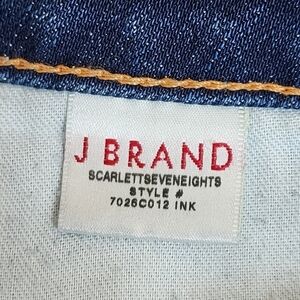 J BRAND
SCARLETTSEVENEIGHTS
STYLE #
7026C012 INK